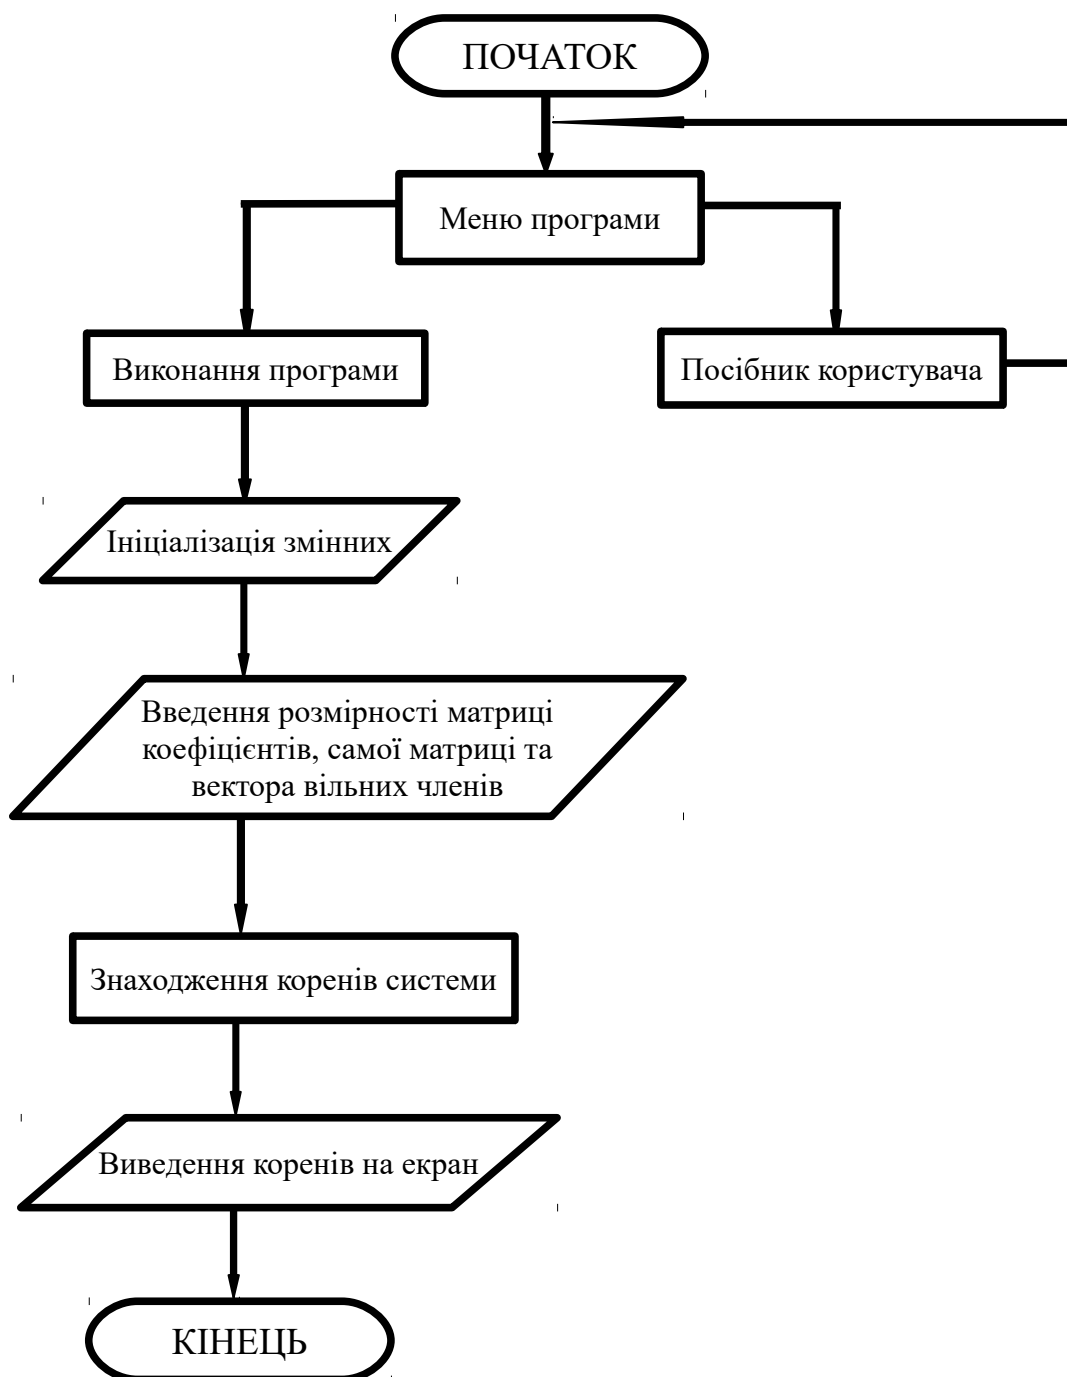 ПОЧАТОК
Меню програми
Виконання програми
Посібник користувача
Ініціалізація змінних
Введення розмірності матриці
коефіцієнтів, самої матриці та
вектора вільних членів
Знаходження коренів системи
Виведення коренів на екран
КІНЕЦЬ